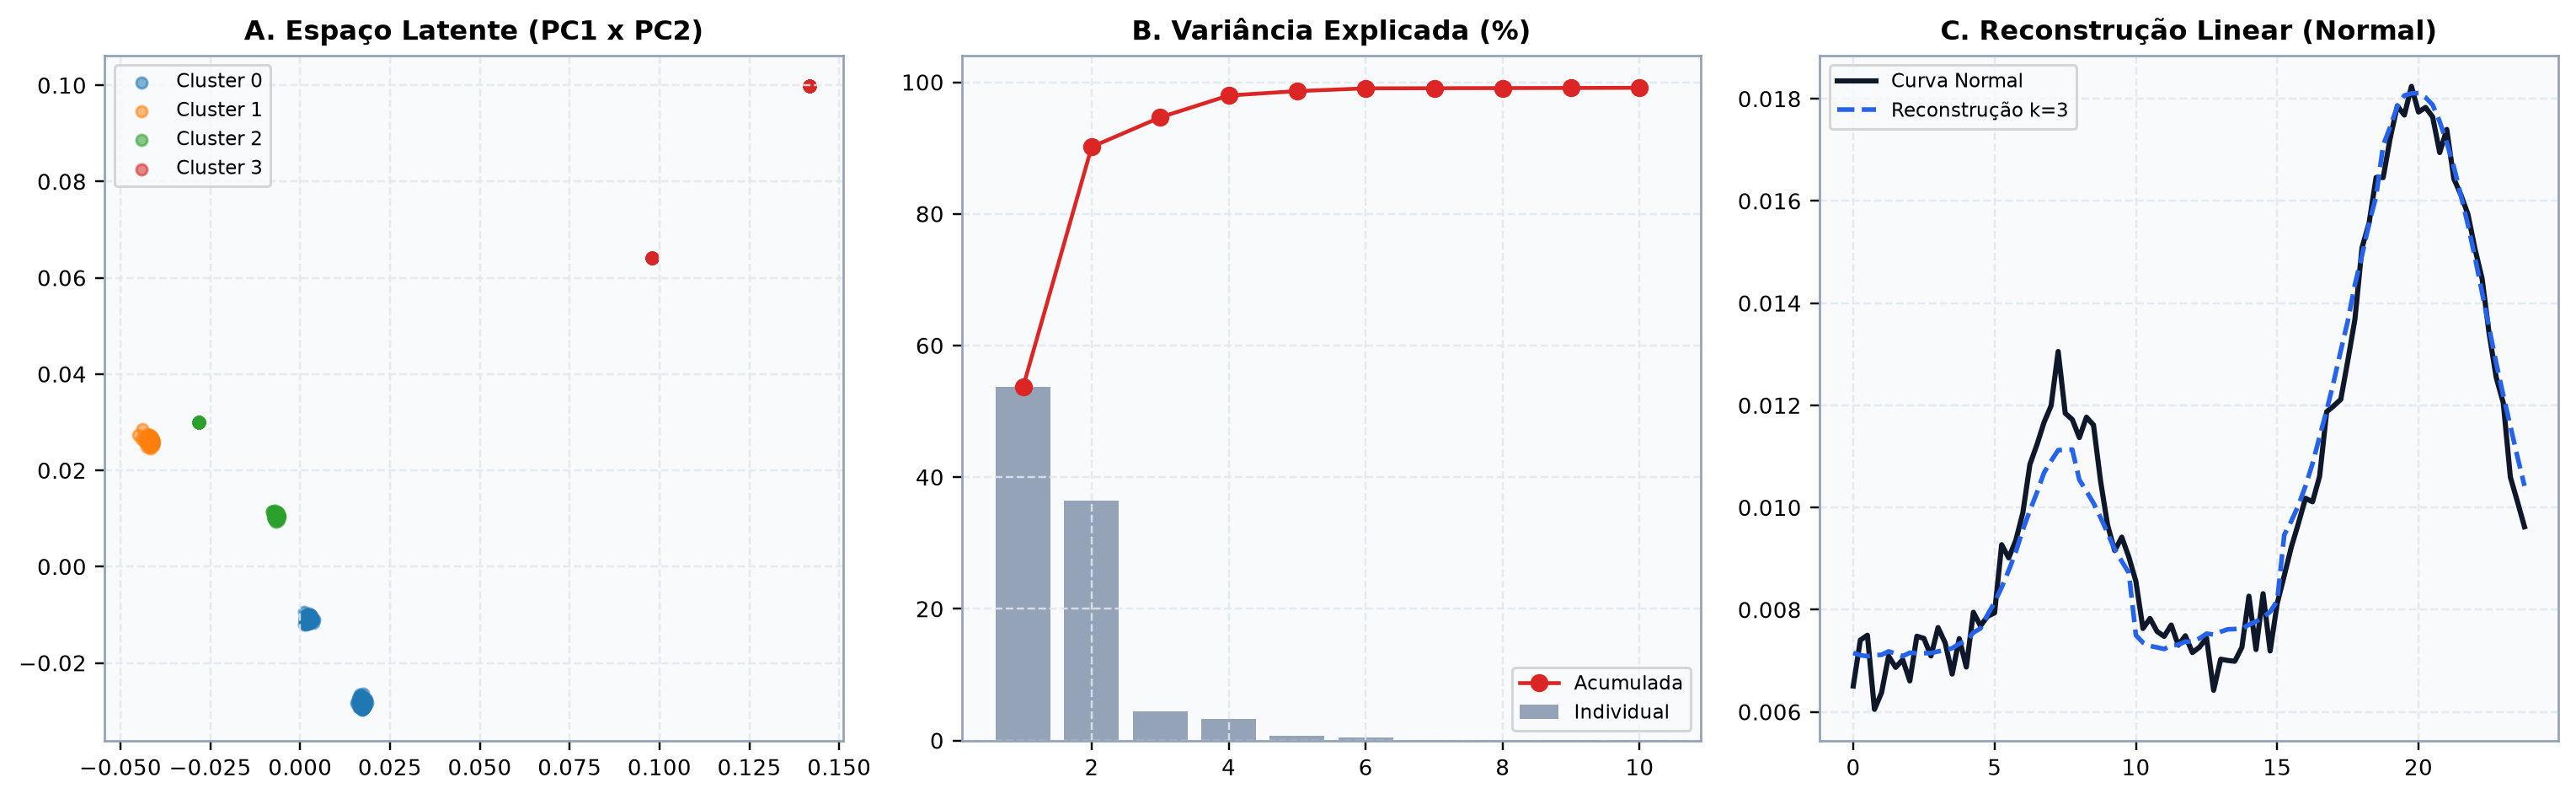 A. Espaço Latente (PC1 x PC2)
Cluster 0
Cluster 1
Cluster 2
Cluster 3
0.10
0.08
0.06
0.04
0.02
0.00
−0.02
−0.050 −0.025 0.000 0.025 0.050 0.075 0.100 0.125 0.150
B. Variância Explicada (%)
100
80
60
40
20
0
Acumulada
Individual
2 4 6 8 10
C. Reconstrução Linear (Normal)
Curva Normal
Reconstrução k=3
0.018
0.016
0.014
0.012
0.010
0.008
0.006
0 5 10 15 20